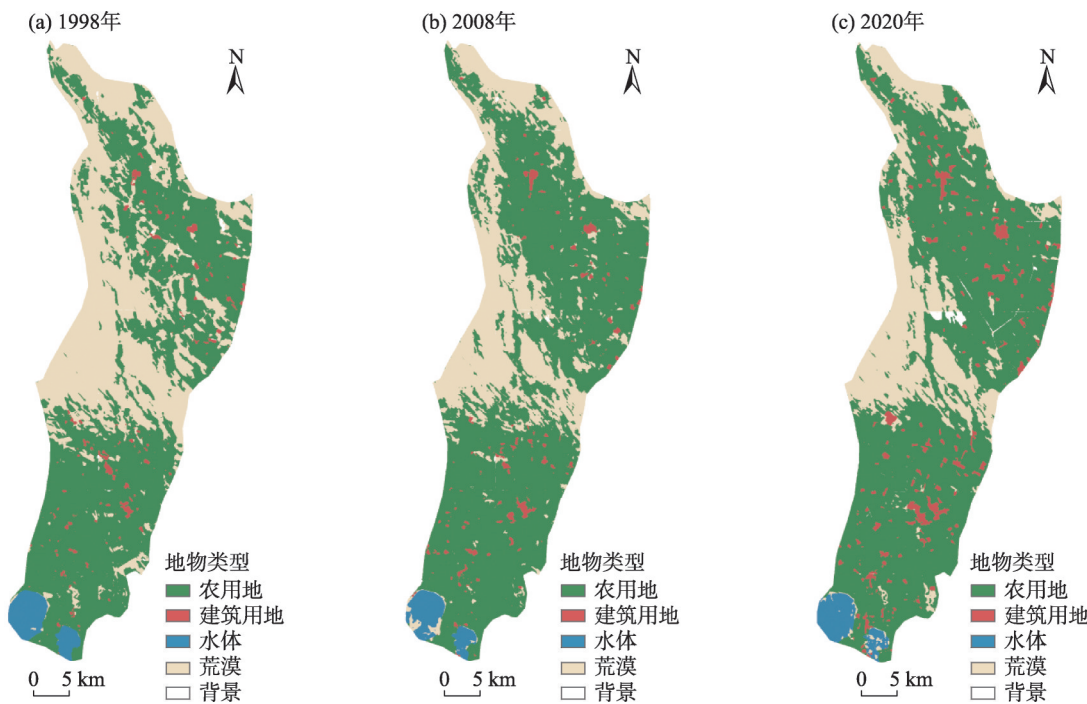 (a) 1998年
N
地物类型
农用地
建筑用地
水体
荒漠
背景
0 5 km
(b) 2008年
N
地物类型
农用地
建筑用地
水体
荒漠
背景
0 5 km
(c) 2020年
N
地物类型
农用地
建筑用地
水体
荒漠
背景
0 5 km